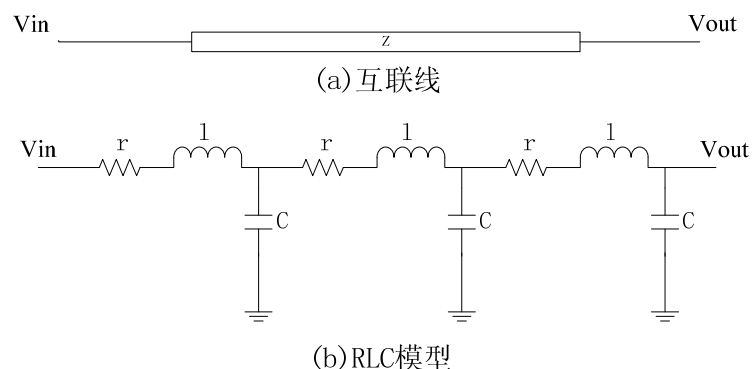 Vin Vout
z
(a)互联线
r l r l r l
Vin Vout
C C C
(b)RLC模型